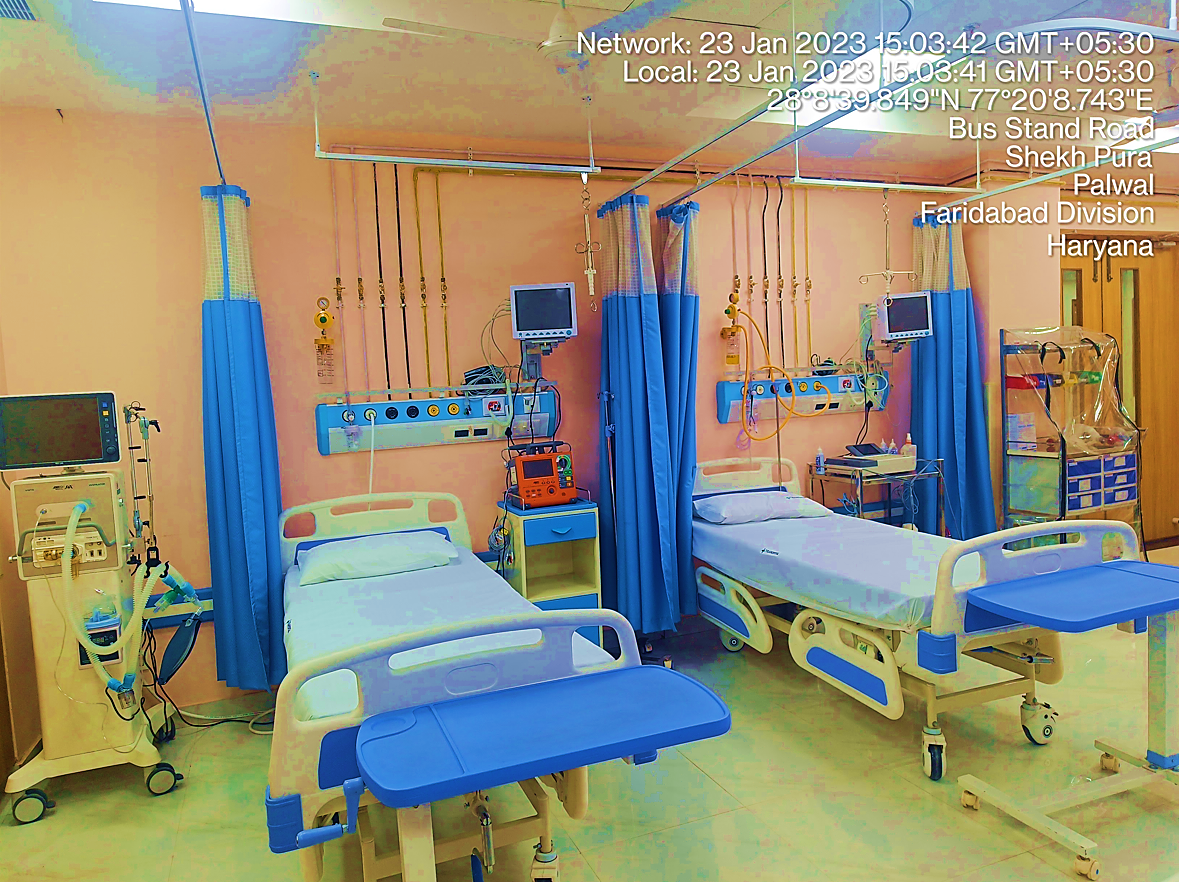 Network: 23 Jan 2023 15:03:42 GMT+05:30
Local: 23 Jan 2023 15:03:41 GMT+05:30
28°8'39.849"N 77°20'8.743"E
Bus Stand Road
Shekh Pura
Palwal
Faridabad Division
Haryana